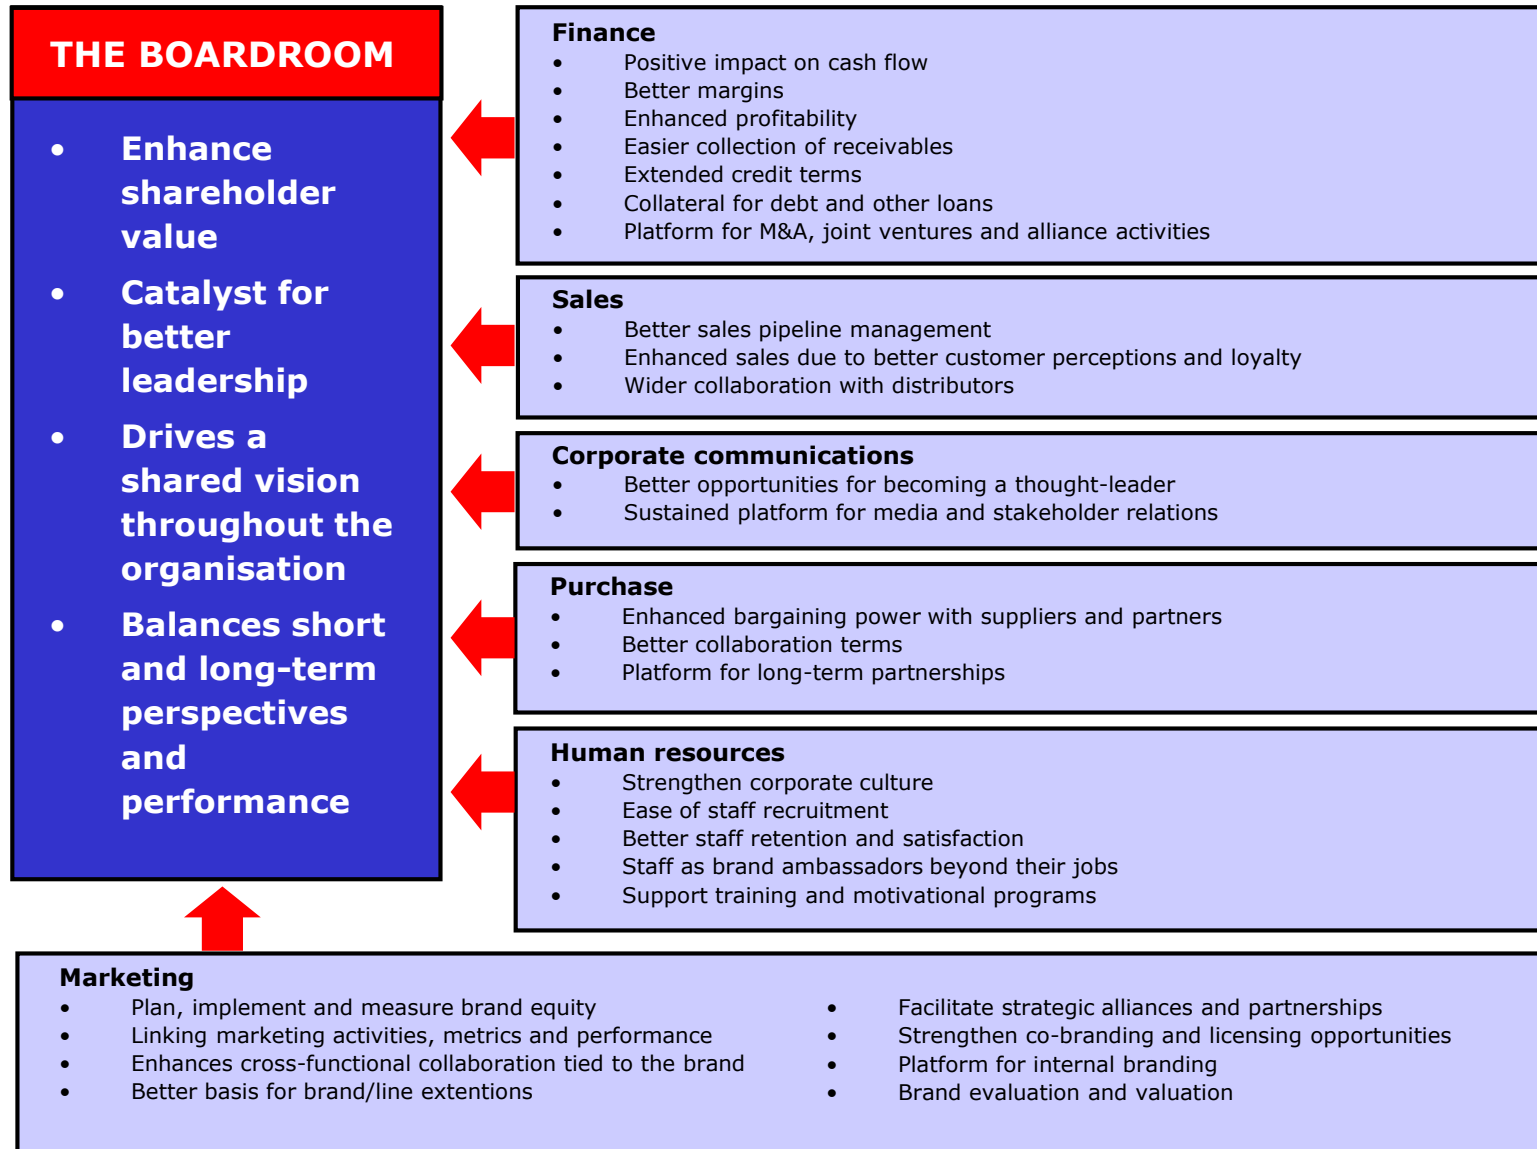 THE BOARDROOM
• Enhance
shareholder
value
• Catalyst for
better
leadership
• Drives a
shared vision
throughout the
organisation
• Balances short
and long-term
perspectives
and
performance
Finance
• Positive impact on cash flow
• Better margins
• Enhanced profitability
• Easier collection of receivables
• Extended credit terms
• Collateral for debt and other loans
• Platform for M&A, joint ventures and alliance activities
Sales
• Better sales pipeline management
• Enhanced sales due to better customer perceptions and loyalty
• Wider collaboration with distributors
Corporate communications
• Better opportunities for becoming a thought-leader
• Sustained platform for media and stakeholder relations
Purchase
• Enhanced bargaining power with suppliers and partners
• Better collaboration terms
• Platform for long-term partnerships
Human resources
• Strengthen corporate culture
• Ease of staff recruitment
• Better staff retention and satisfaction
• Staff as brand ambassadors beyond their jobs
• Support training and motivational programs
Marketing
• Plan, implement and measure brand equity
• Linking marketing activities, metrics and performance
• Enhances cross-functional collaboration tied to the brand
• Better basis for brand/line extentions
• Facilitate strategic alliances and partnerships
• Strengthen co-branding and licensing opportunities
• Platform for internal branding
• Brand evaluation and valuation